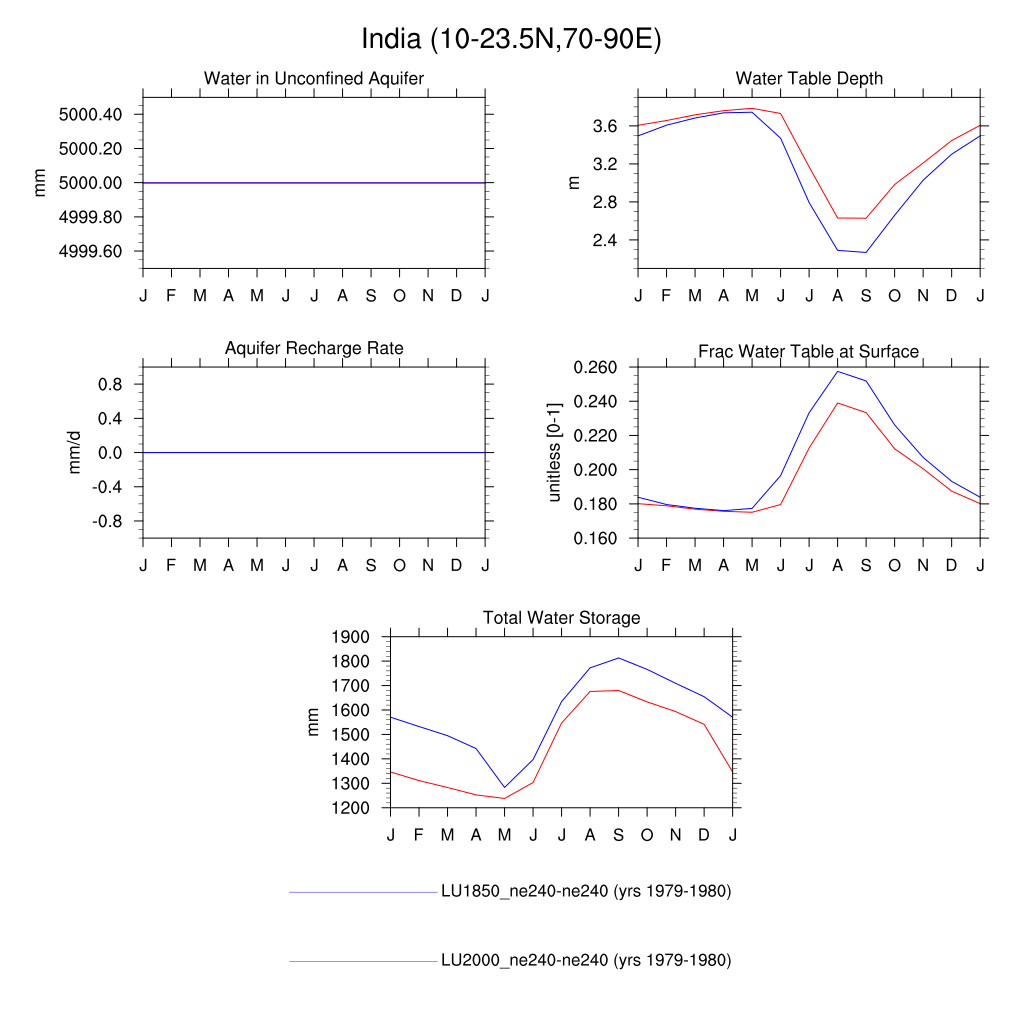 India (10-23.5N,70-90E)
Water in Unconfined Aquifer
5000.40
5000.20
5000.00
4999.80
4999.60
mm
J F M A M J J A S O N D J
Water Table Depth
3.6
3.2
2.8
2.4
m
J F M A M J J A S O N D J
Aquifer Recharge Rate
0.8
0.4
0.0
-0.4
-0.8
mm/d
J F M A M J J A S O N D J
Frac Water Table at Surface
0.260
0.240
0.220
0.200
0.180
0.160
unitless [0-1]
J F M A M J J A S O N D J
Total Water Storage
1900
1800
1700
1600
1500
1400
1300
1200
mm
J F M A M J J A S O N D J
LU1850_ne240-ne240 (yrs 1979-1980)
LU2000_ne240-ne240 (yrs 1979-1980)